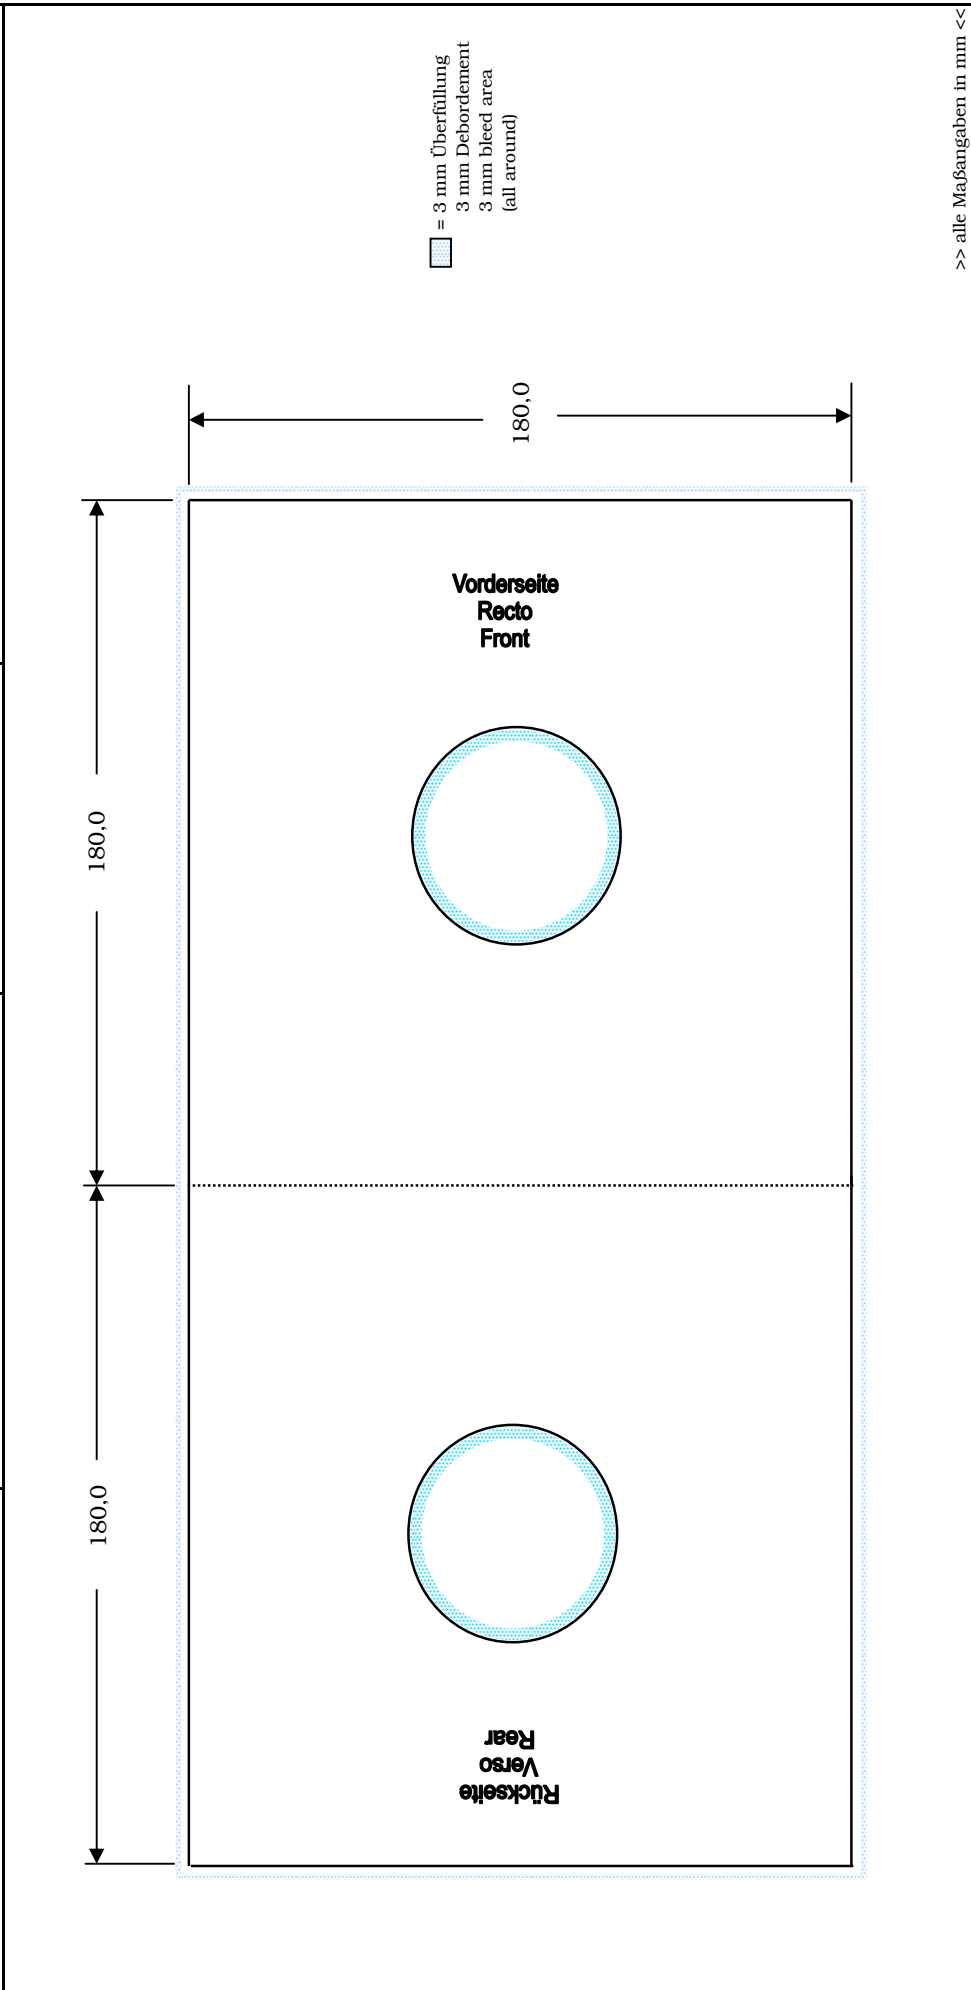 = 3 mm Überfüllung
3 mm Debordement
3 mm bleed area
(all around)
>> alle Maßangaben in mm <<
180,0
180,0
180,0
Vorderseite
Recto
Front
Rückseite
Verso
Rear